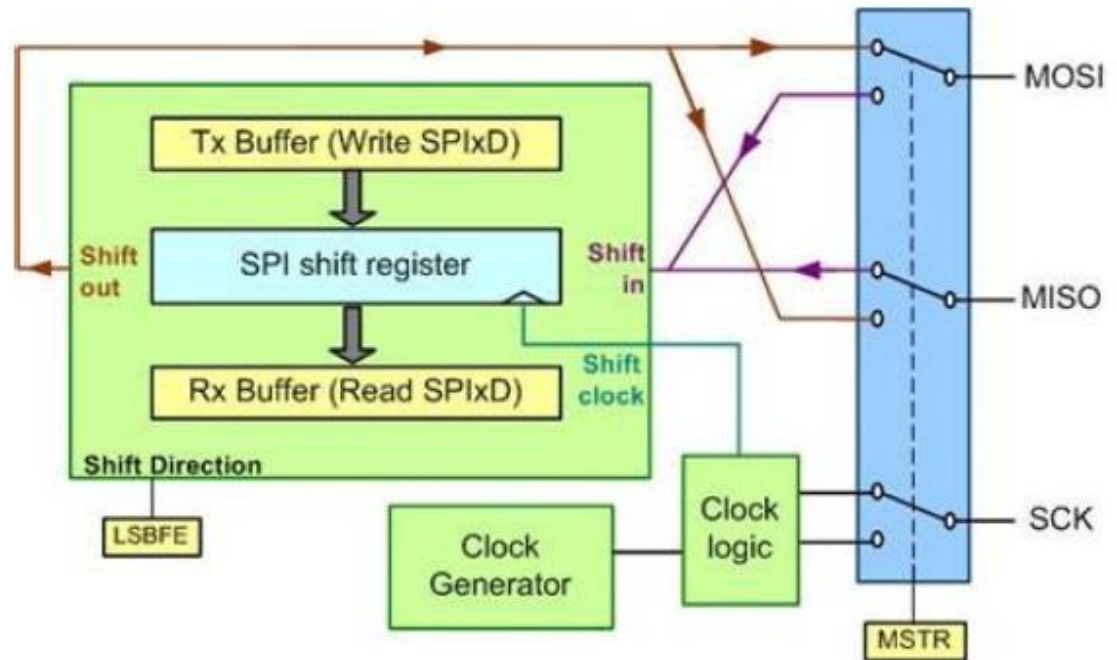 Tx Buffer (Write SPIxD)
MOSI
Shift
out
SPI shift register
Shift
in
MISO
Rx Buffer (Read SPIxD)
Shift
clock
Shift Direction
LSBFE
Clock
Generator
Clock
logic
SCK
MSTR